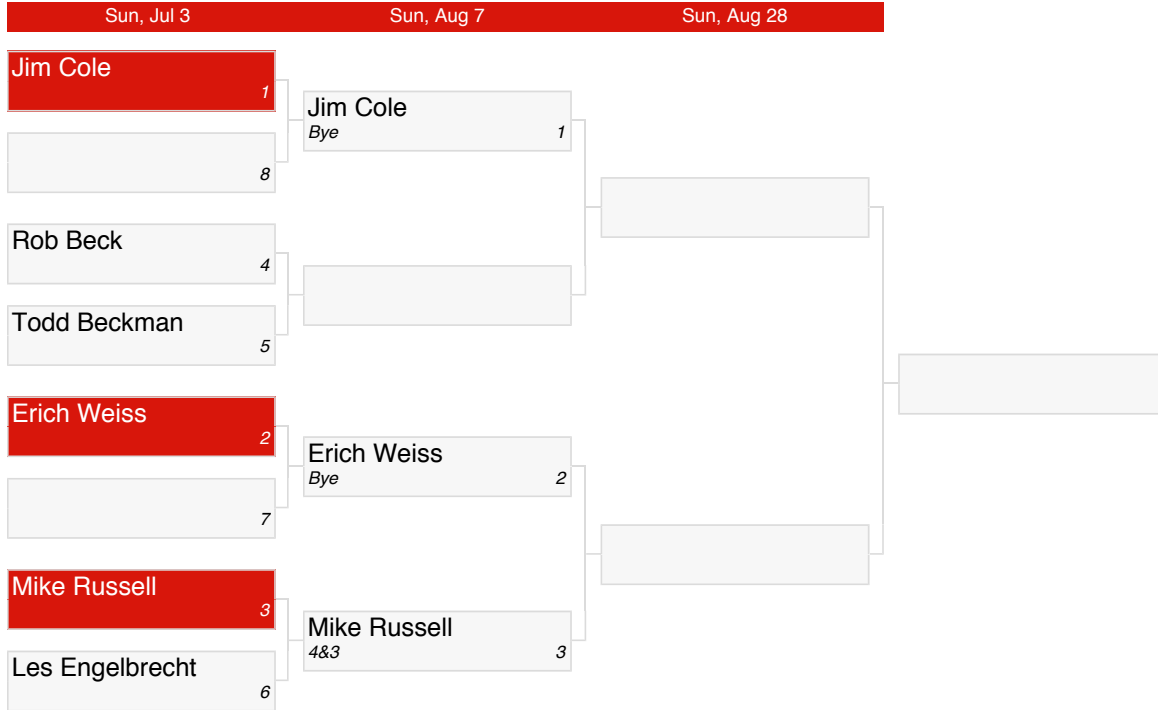 Sun, Jul 3
Sun, Aug 7
Sun, Aug 28
Jim Cole
1
8
Rob Beck
4
Todd Beckman
5
Erich Weiss
2
7
Mike Russell
3
Les Engelbrecht
6
Jim Cole
Bye 1
Erich Weiss
Bye 2
Mike Russell
4&3 3